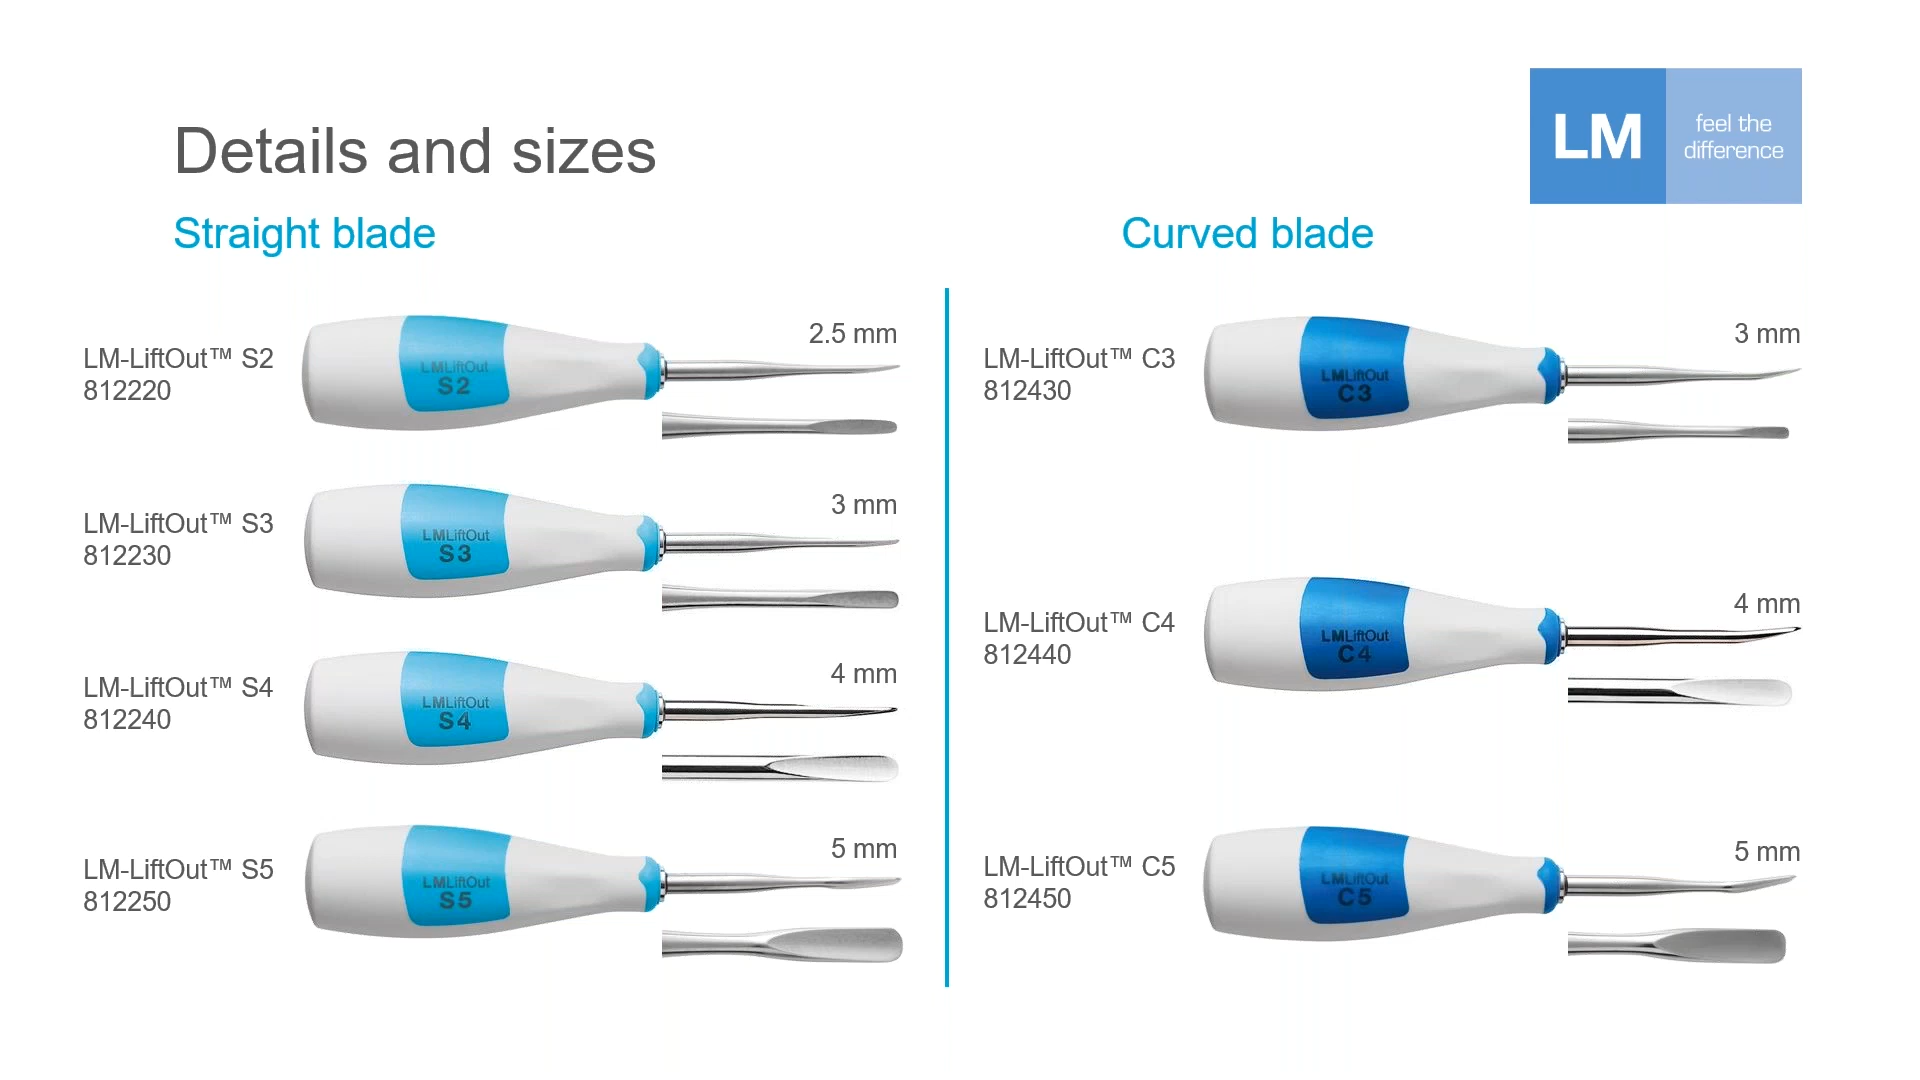 Details and sizes
LM
feel the
difference
Straight blade
LM-LiftOut™ S2
812220
LMLiftOut
S2
2.5 mm
LM-LiftOut™ S3
812230
LMLiftOut
S3
3 mm
LM-LiftOut™ S4
812240
LMLiftOut
S4
4 mm
LM-LiftOut™ S5
812250
LMLiftOut
S5
5 mm
Curved blade
LM-LiftOut™ C3
812430
LMLiftOut
C3
3 mm
LM-LiftOut™ C4
812440
LMLiftOut
C4
4 mm
LM-LiftOut™ C5
812450
LMLiftOut
C5
5 mm